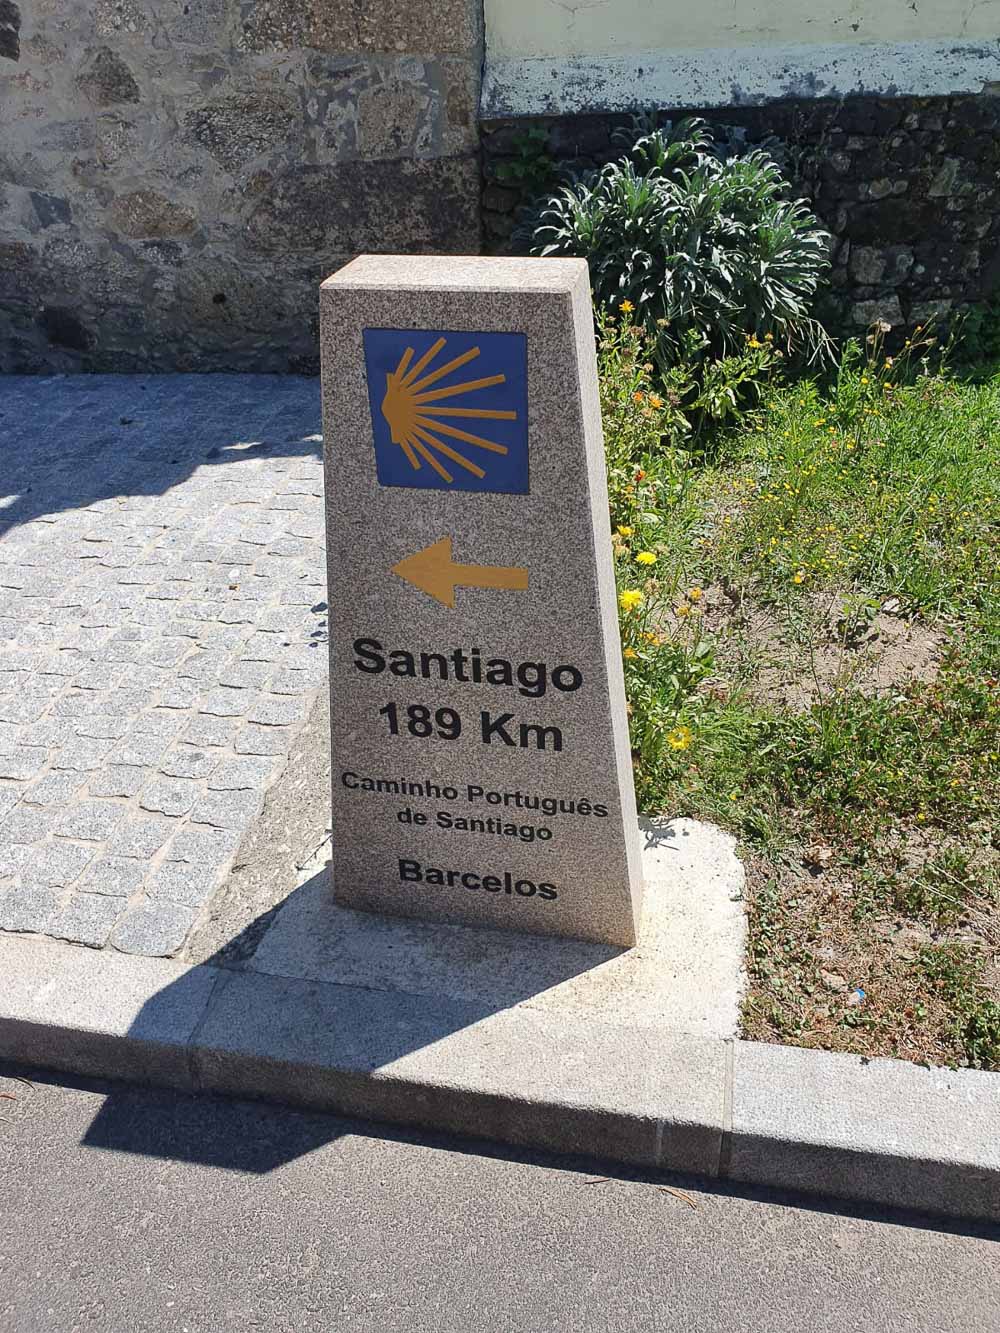 Santiago
189 Km
Caminho Português
de Santiago
Barcelos